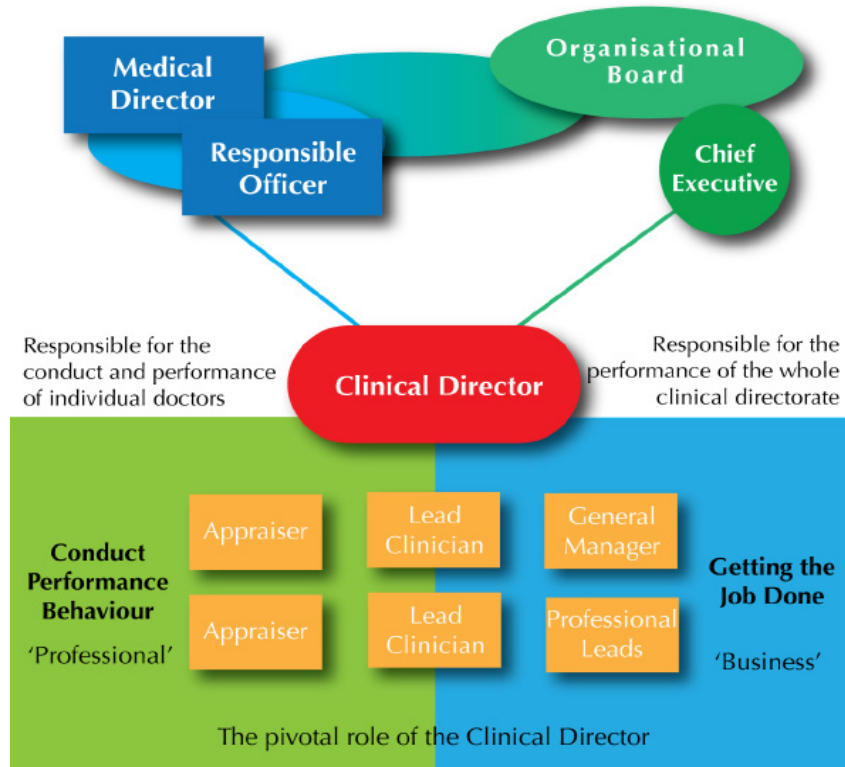 Medical
Director
Organisational
Board
Responsible
Officer
Chief
Executive
Responsible for the
conduct and performance
of individual doctors
Clinical Director
Responsible for the
performance of the whole
clinical directorate
Conduct
Performance
Behaviour
'Professional'
Appraiser
Lead
Clinician
General
Manager
Appraiser
Lead
Clinician
Professional
Leads
Getting the
Job Done
'Business'
The pivotal role of the Clinical Director